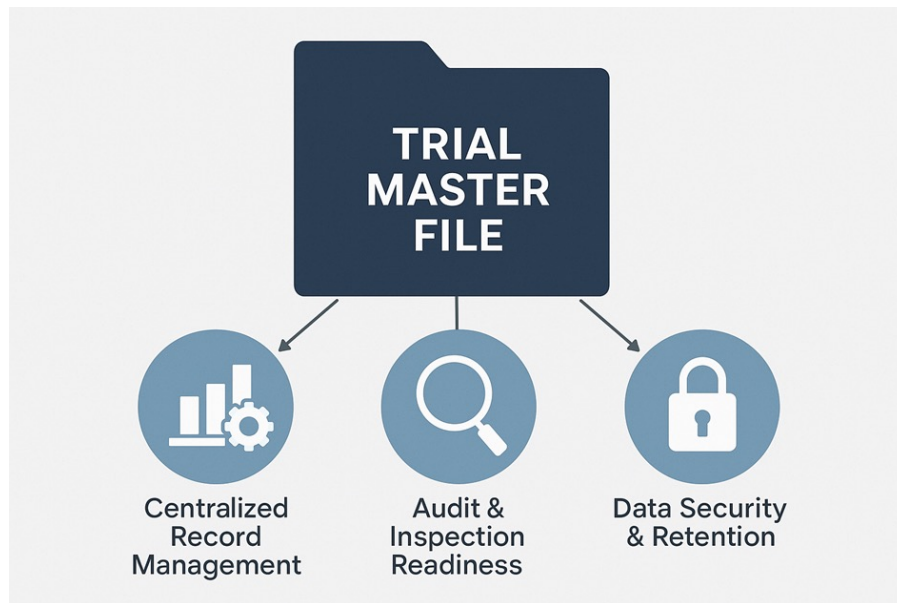 TRIAL
MASTER
FILE
Centralized
Record
Management
Audit &
Inspection
Readiness
Data Security
& Retention